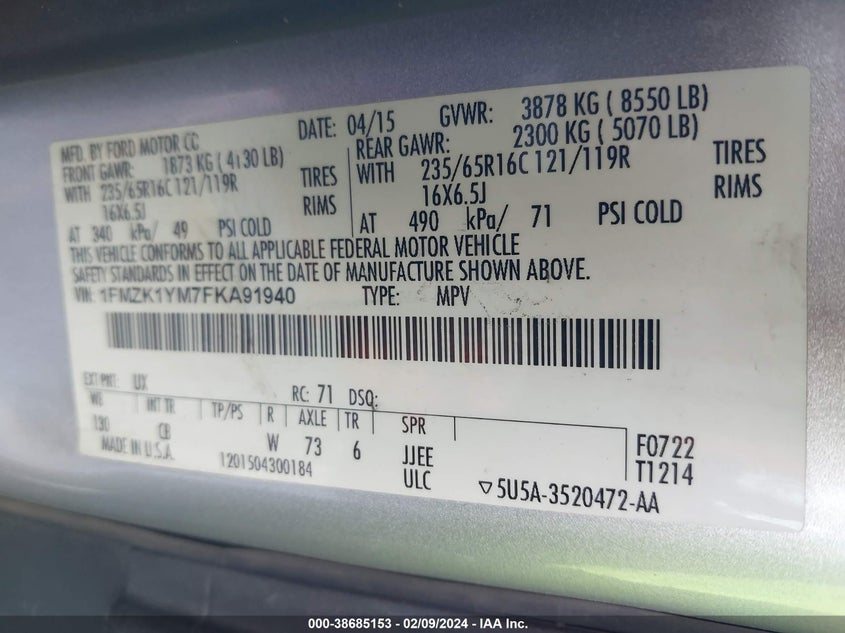 MFD. BY FORD MOTOR CO
DATE: 04/15 GVWR: 3878 KG ( 8550 LB)
FRONT GAWR: 1873 KG ( 4130 LB)
REAR GAWR: 2300 KG ( 5070 LB)
WITH 235/65R16C 121/119R TIRES
WITH 235/65R16C 121/119R TIRES
16X6.5J RIMS
16X6.5J RIMS
AT 340 kPa/ 49 PSI COLD
AT 490 kPa/ 71 PSI COLD
THIS VEHICLE CONFORMS TO ALL APPLICABLE FEDERAL MOTOR VEHICLE
SAFETY STANDARDS IN EFFECT ON THE DATE OF MANUFACTURE SHOWN ABOVE.
VIN: 1FMZK1YM7FKA91940 TYPE: MPV
EXT PNT: UX RC: 71 DSQ:
WB INT TR TP/PS R AXLE TR SPR
130 CB W 73 6 JJEE F0722
MADE IN U.S.A. 1201504300184 ULC T1214
▽5U5A-3520472-AA
000-38685153 - 02/09/2024 - IAA Inc.